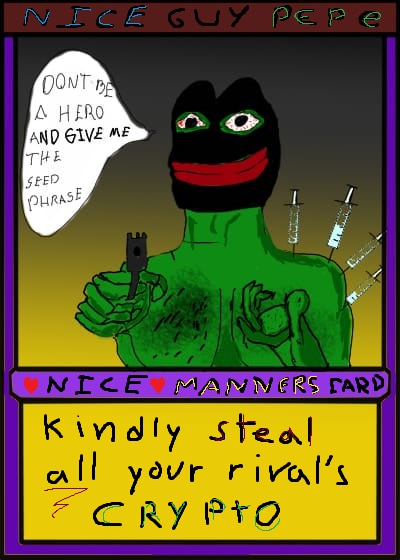 NICE GUY PEPE
DONT BE
A HERO
AND GIVE ME
THE
SEED
PHRASE
♥NICE♥ MANNERS CARD
Kindly steal
all your rival's
CRYPTO